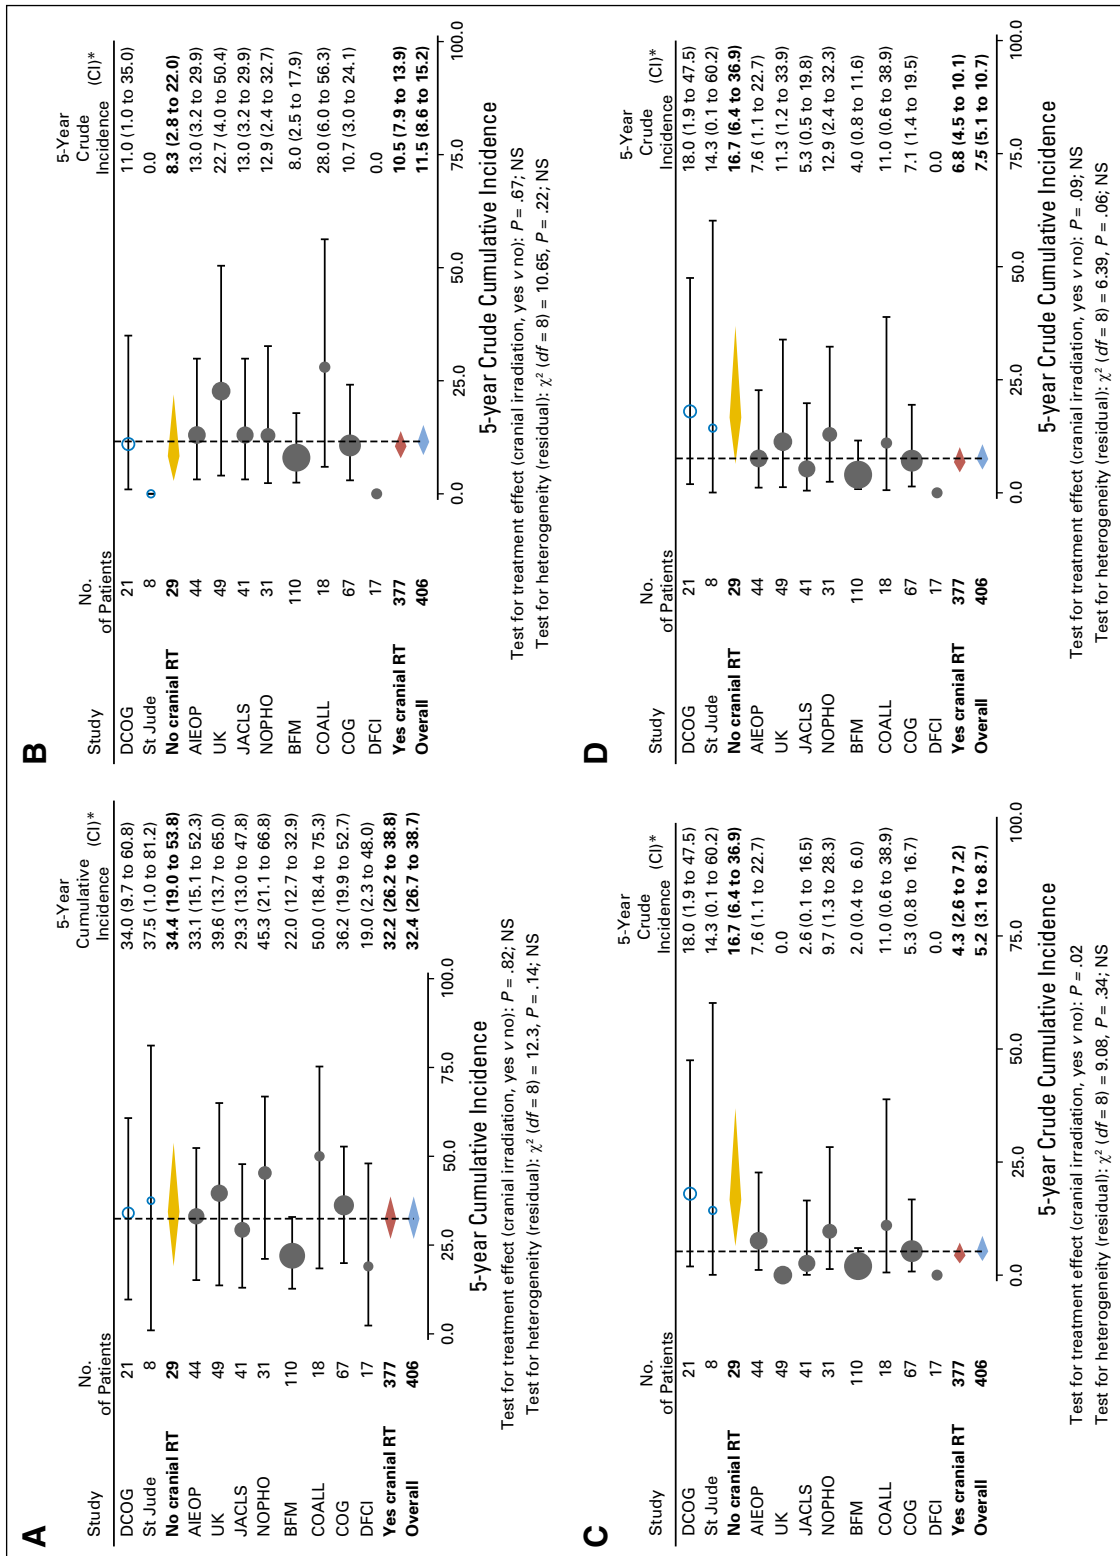 A
Study No. of Patients 5-Year Cumulative Incidence (CI)*
DCOG 21 34.0 (9.7 to 60.8)
St Jude 8 37.5 (1.0 to 81.2)
No cranial RT 29 34.4 (19.0 to 53.8)
AIEOP 44 33.1 (15.1 to 52.3)
UK 49 39.6 (13.7 to 65.0)
JACLS 41 29.3 (13.0 to 47.8)
NOPHO 31 45.3 (21.1 to 66.8)
BFM 110 22.0 (12.7 to 32.9)
COALL 18 50.0 (18.4 to 75.3)
COG 67 36.2 (19.9 to 52.7)
DFCI 17 19.0 (2.3 to 48.0)
Yes cranial RT 377 32.2 (26.2 to 38.8)
Overall 406 32.4 (26.7 to 38.7)
0.0 25.0 50.0 75.0 100.0
5-year Cumulative Incidence
Test for treatment effect (cranial irradiation, yes v no): P = .82; NS
Test for heterogeneity (residual): χ² (df = 8) = 12.3, P = .14; NS
B
Study No. of Patients 5-Year Crude Incidence (CI)*
DCOG 21 11.0 (1.0 to 35.0)
St Jude 8 0.0
No cranial RT 29 8.3 (2.8 to 22.0)
AIEOP 44 13.0 (3.2 to 29.9)
UK 49 22.7 (4.0 to 50.4)
JACLS 41 13.0 (3.2 to 29.9)
NOPHO 31 12.9 (2.4 to 32.7)
BFM 110 8.0 (2.5 to 17.9)
COALL 18 28.0 (6.0 to 56.3)
COG 67 10.7 (3.0 to 24.1)
DFCI 17 0.0
Yes cranial RT 377 10.5 (7.9 to 13.9)
Overall 406 11.5 (8.6 to 15.2)
0.0 25.0 50.0 75.0 100.0
5-year Crude Cumulative Incidence
Test for treatment effect (cranial irradiation, yes v no): P = .67; NS
Test for heterogeneity (residual): χ² (df = 8) = 10.65, P = .22; NS
C
Study No. of Patients 5-Year Crude Incidence (CI)*
DCOG 21 18.0 (1.9 to 47.5)
St Jude 8 14.3 (0.1 to 60.2)
No cranial RT 29 16.7 (6.4 to 36.9)
AIEOP 44 7.6 (1.1 to 22.7)
UK 49 0.0
JACLS 41 2.6 (0.1 to 16.5)
NOPHO 31 9.7 (1.3 to 28.3)
BFM 110 2.0 (0.4 to 6.0)
COALL 18 11.0 (0.6 to 38.9)
COG 67 5.3 (0.8 to 16.7)
DFCI 17 0.0
Yes cranial RT 377 4.3 (2.6 to 7.2)
Overall 406 5.2 (3.1 to 8.7)
0.0 25.0 50.0 75.0 100.0
5-year Crude Cumulative Incidence
Test for treatment effect (cranial irradiation, yes v no): P = .02
Test for heterogeneity (residual): χ² (df = 8) = 9.08, P = .34; NS
D
Study No. of Patients 5-Year Crude Incidence (CI)*
DCOG 21 18.0 (1.9 to 47.5)
St Jude 8 14.3 (0.1 to 60.2)
No cranial RT 29 16.7 (6.4 to 36.9)
AIEOP 44 7.6 (1.1 to 22.7)
UK 49 11.3 (1.2 to 33.9)
JACLS 41 5.3 (0.5 to 19.8)
NOPHO 31 12.9 (2.4 to 32.3)
BFM 110 4.0 (0.8 to 11.6)
COALL 18 11.0 (0.6 to 38.9)
COG 67 7.1 (1.4 to 19.5)
DFCI 17 0.0
Yes cranial RT 377 6.8 (4.5 to 10.1)
Overall 406 7.5 (5.1 to 10.7)
0.0 25.0 50.0 75.0 100.0
5-year Crude Cumulative Incidence
Test for treatment effect (cranial irradiation, yes v no): P = .09; NS
Test for heterogeneity (residual): χ² (df = 8) = 6.39, P = .06; NS